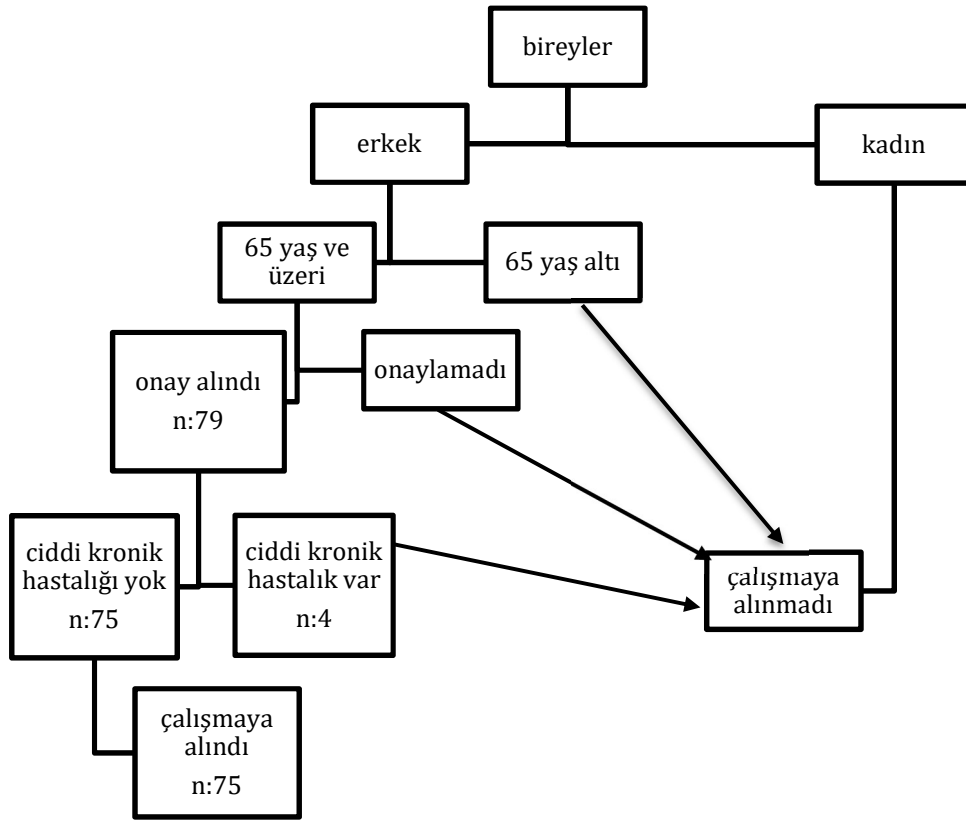 bireyler
erkek
kadın
65 yaş ve
üzeri
65 yaş altı
onay alındı
n:79
onaylamadı
ciddi kronik
hastalığı yok
n:75
ciddi kronik
hastalık var
n:4
çalışmaya
alınmadı
çalışmaya
alındı
n:75